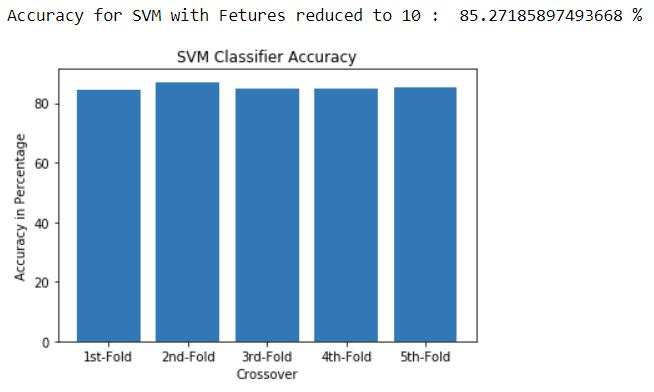 Accuracy for SVM with Fetures reduced to 10 :  85.27185897493668 %
SVM Classifier Accuracy
Accuracy in Percentage
80
60
40
20
0
1st-Fold 2nd-Fold 3rd-Fold 4th-Fold 5th-Fold
Crossover